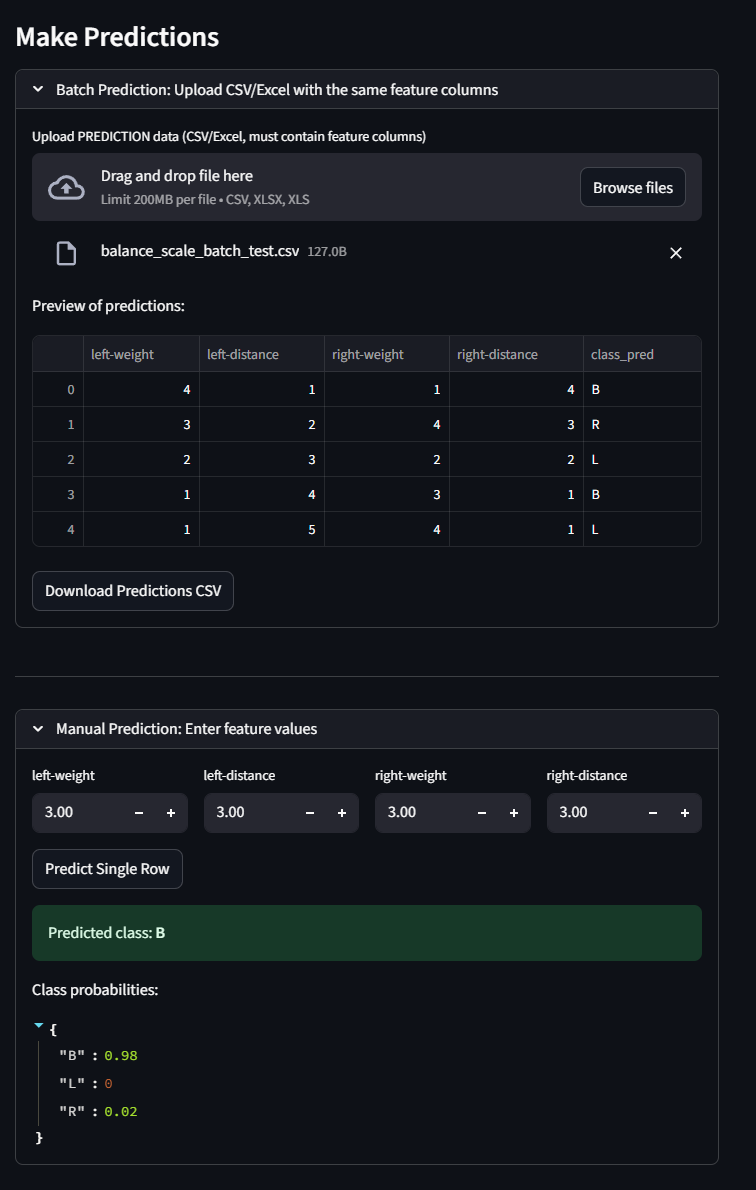 Make Predictions
Batch Prediction: Upload CSV/Excel with the same feature columns
Upload PREDICTION data (CSV/Excel, must contain feature columns)
Drag and drop file here
Limit 200MB per file • CSV, XLSX, XLS
Browse files
balance_scale_batch_test.csv 127.0B
Preview of predictions:
left-weight left-distance right-weight right-distance class_pred
0 4 1 1 4 B
1 3 2 4 3 R
2 2 3 2 2 L
3 1 4 3 1 B
4 1 5 4 1 L
Download Predictions CSV
Manual Prediction: Enter feature values
left-weight left-distance right-weight right-distance
3.00 − + 3.00 − + 3.00 − + 3.00 − +
Predict Single Row
Predicted class: B
Class probabilities:
{
"B" : 0.98
"L" : 0
"R" : 0.02
}